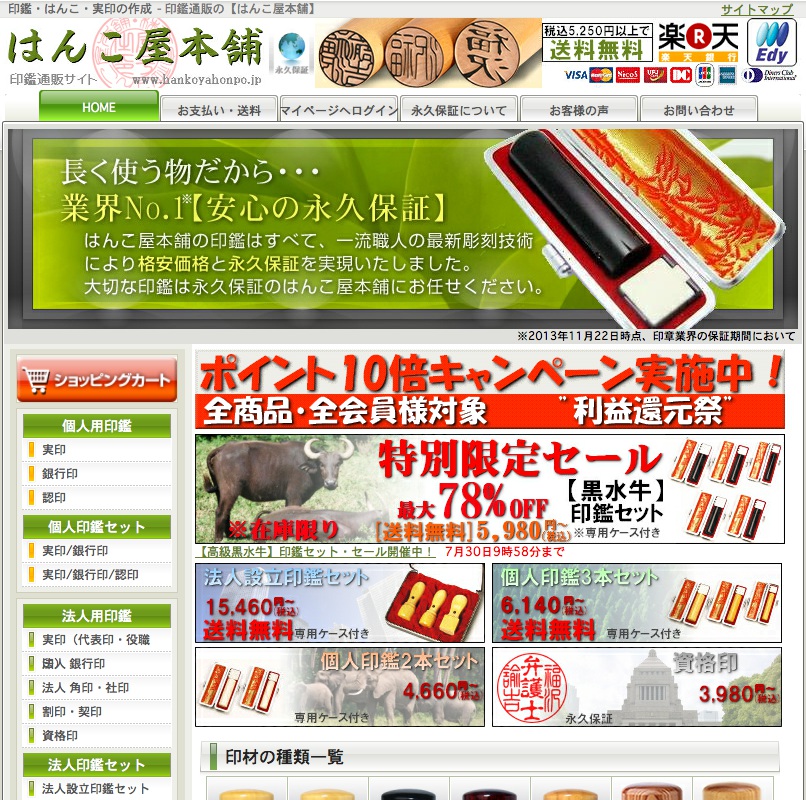 印鑑・はんこ・実印の作成 - 印鑑通販の【はんこ屋本舗】
サイトマップ
はんこ屋本舗
印鑑通販サイト
www.hankoyahonpo.jp
永久保証
福沢
税込5,250円以上で
送料無料
楽天
楽天銀行
Edy
VISA
MasterCard
NICOS
UFJ
DC
JCB
Diners Club
International
HOME
お支払い・送料
マイページへログイン
永久保証について
お客様の声
お問い合わせ
長く使う物だから・・・
業界No.1※【安心の永久保証】
はんこ屋本舗の印鑑はすべて、一流職人の最新彫刻技術
により格安価格と永久保証を実現いたしました。
大切な印鑑は永久保証のはんこ屋本舗にお任せください。
※2013年11月22日時点、印章業界の保証期間において
ショッピングカート
個人用印鑑
実印
銀行印
認印
個人印鑑セット
実印/銀行印
実印/銀行印/認印
法人用印鑑
実印（代表印・役職
法人 銀行印
法人 角印・社印
割印・契印
資格印
法人印鑑セット
法人設立印鑑セット
ポイント10倍キャンペーン実施中！
全商品・全会員様対象 "利益還元祭"
特別限定セール
最大78%OFF
【黒水牛】
印鑑セット
※在庫限り
【送料無料】5,980円～(税込)
※専用ケース付き
【高級黒水牛】印鑑セット・セール開催中！ 7月30日9時58分まで
法人設立印鑑セット
15,460円～(税込)
送料無料
専用ケース付き
個人印鑑3本セット
6,140円～(税込)
送料無料
専用ケース付き
個人印鑑2本セット
4,660円～(税込)
専用ケース付き
資格印
福沢
弁護士
諭吉
3,980円～(税込)
永久保証
印材の種類一覧